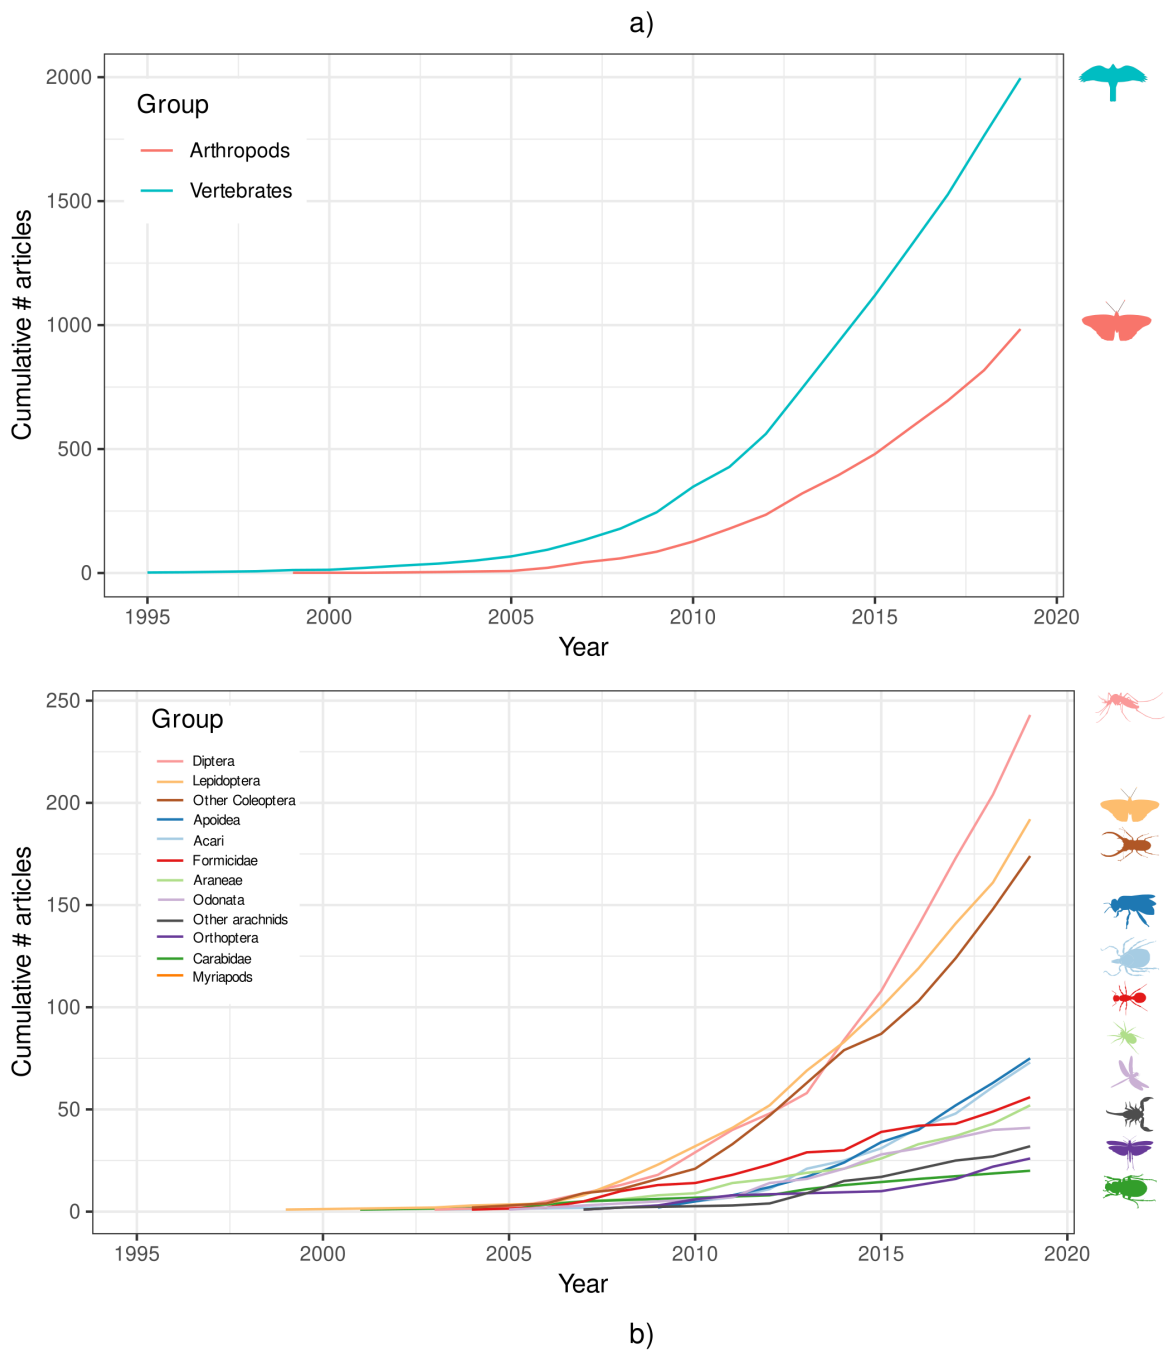 a)
2000
1500
1000
500
0
Cumulative # articles
Group
Arthropods
Vertebrates
1995 2000 2005 2010 2015 2020
Year
250
200
150
100
50
0
Cumulative # articles
Group
Diptera
Lepidoptera
Other Coleoptera
Apoidea
Acari
Formicidae
Araneae
Odonata
Other arachnids
Orthoptera
Carabidae
Myriapods
1995 2000 2005 2010 2015 2020
Year
b)